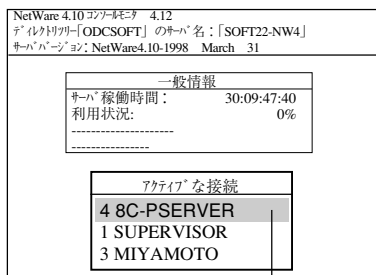 NetWare 4.10 ｺﾝｿｰﾙﾓﾆﾀ 4.12
ﾃﾞｨﾚｸﾄﾘﾂﾘｰ「ODCSOFT」 のｻｰﾊﾞ名：「SOFT22-NW4」
ｻｰﾊﾞﾊﾞｰｼﾞｮﾝ：NetWare4.10-1998 March 31
一般情報
ｻｰﾊﾞ稼働時間： 30:09:47:40
利用状況: 0%
---------------------
----------------
ｱｸﾃｨﾌﾞな接続
4 8C-PSERVER
1 SUPERVISOR
3 MIYAMOTO